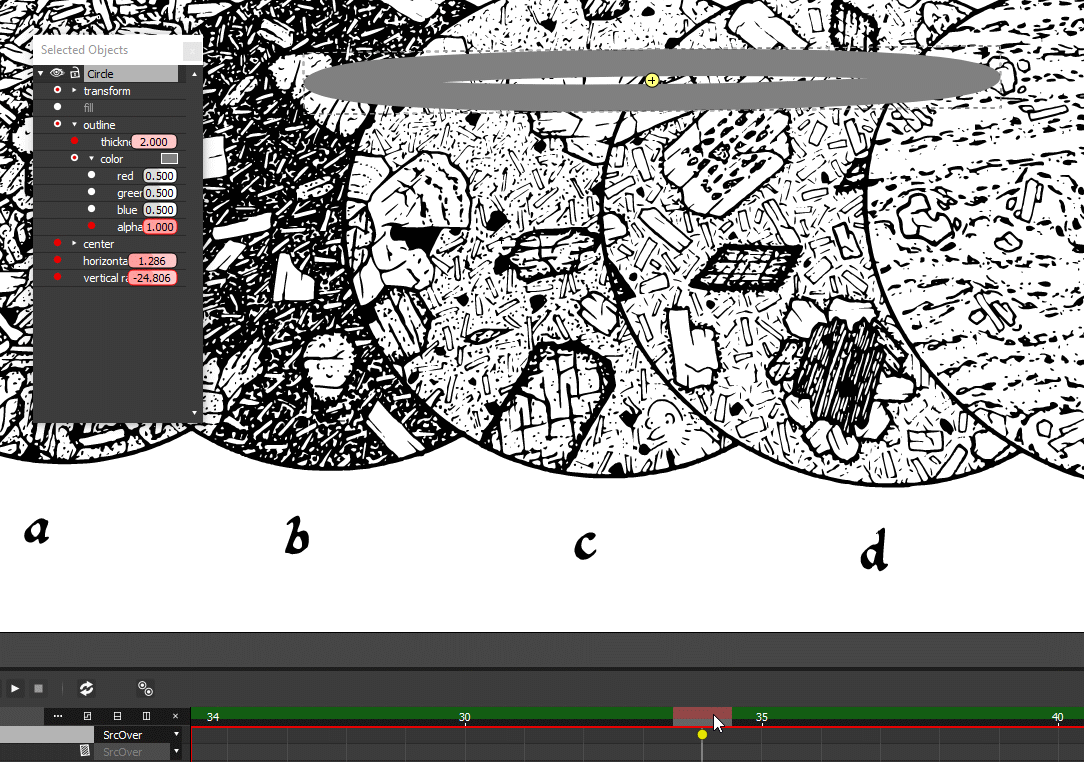 Selected Objects
Circle
transform
fill
outline
thickne 2.000
color
red 0.500
green 0.500
blue 0.500
alpha 1.000
center
horizonta 1.286
vertical ra -24.806
a b c d
34 30 35 40
SrcOver
SrcOver